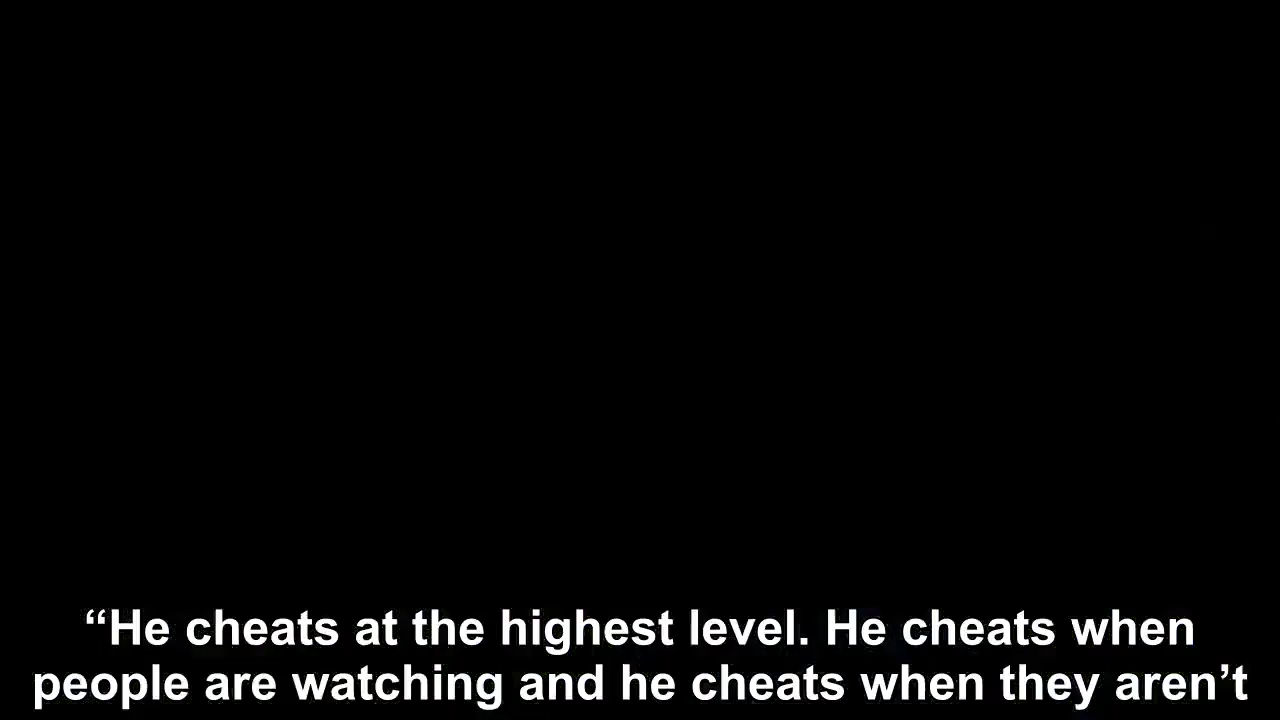 “He cheats at the highest level. He cheats when
people are watching and he cheats when they aren’t